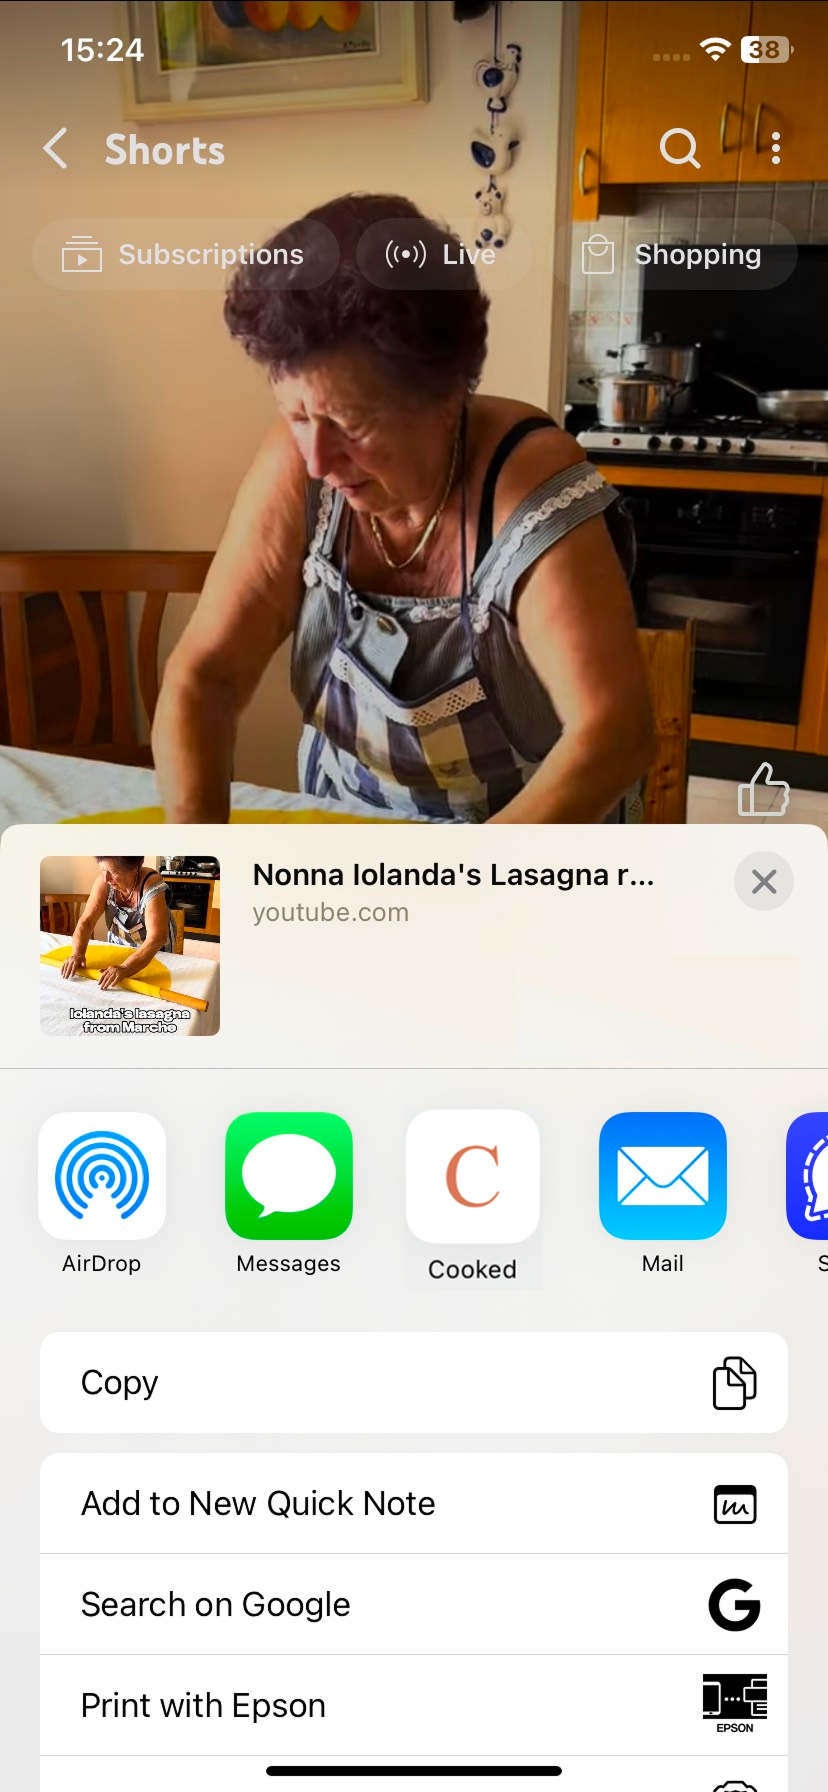 15:24
38
Shorts
Subscriptions
Live
Shopping
Nonna Iolanda's Lasagna r...
youtube.com
Iolanda's lasagna
from Marche
C
AirDrop
Messages
Cooked
Mail
S
Copy
Add to New Quick Note
Search on Google
G
Print with Epson
EPSON